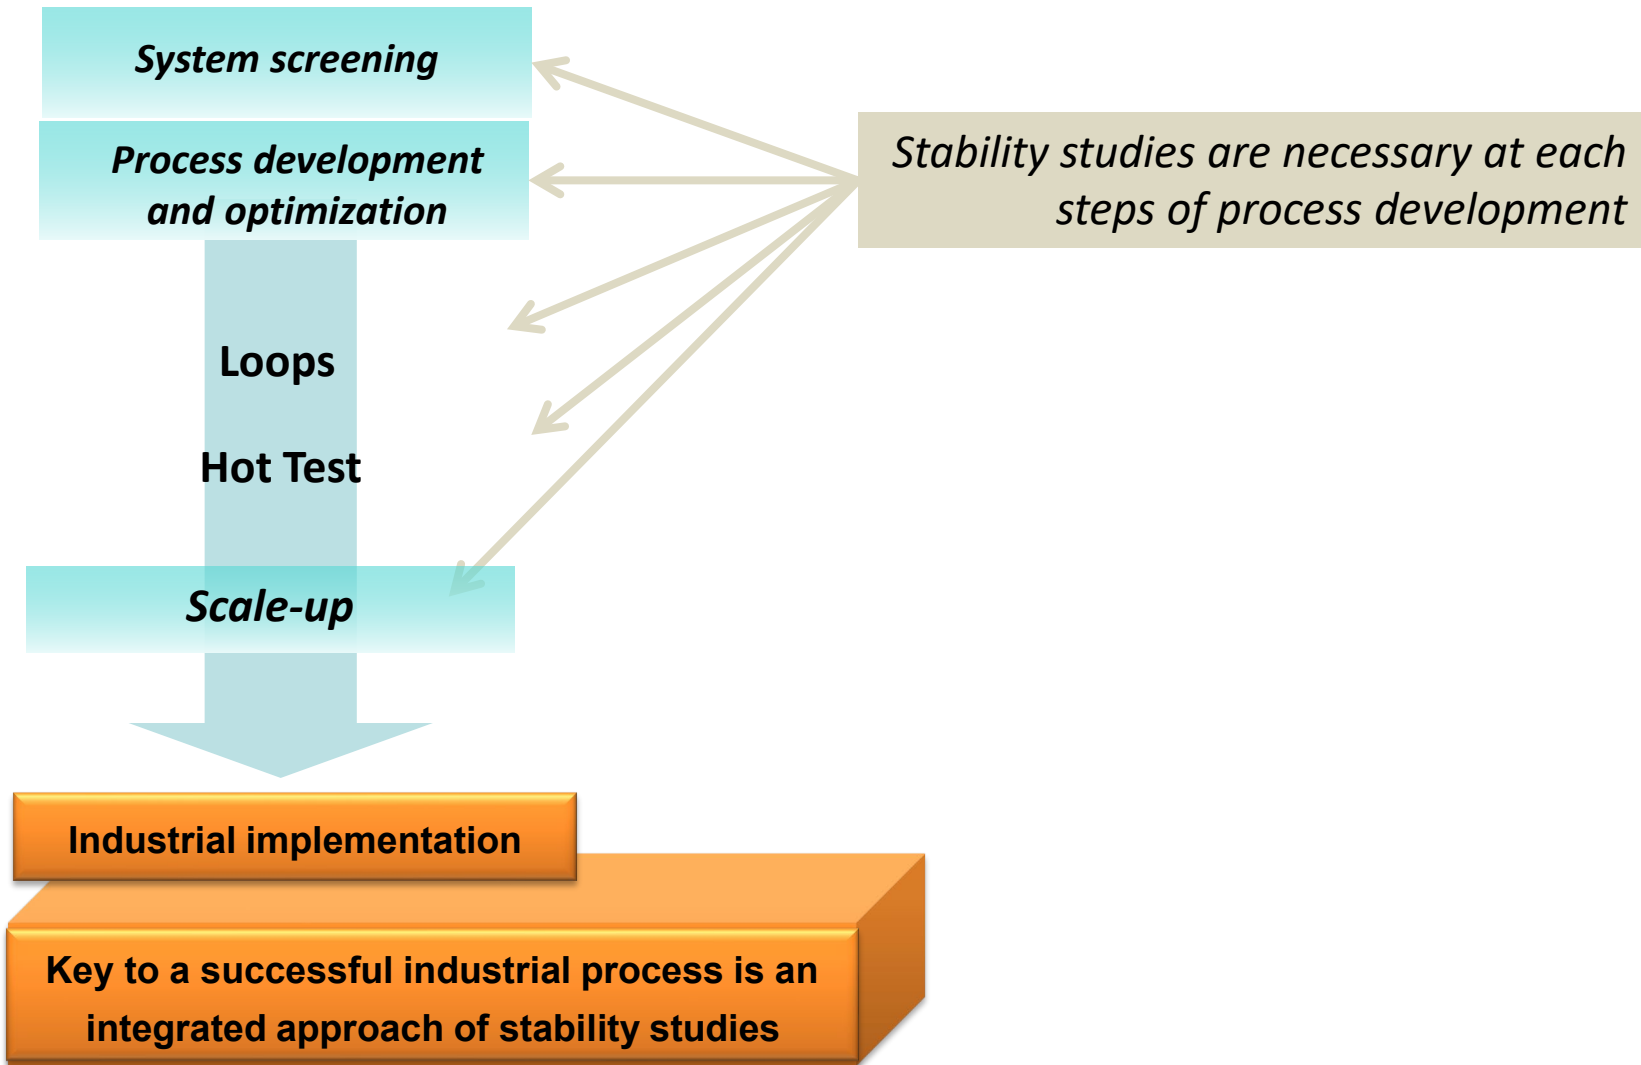 System screening
Process development
and optimization
Stability studies are necessary at each
steps of process development
Loops
Hot Test
Scale-up
Industrial implementation
Key to a successful industrial process is an
integrated approach of stability studies